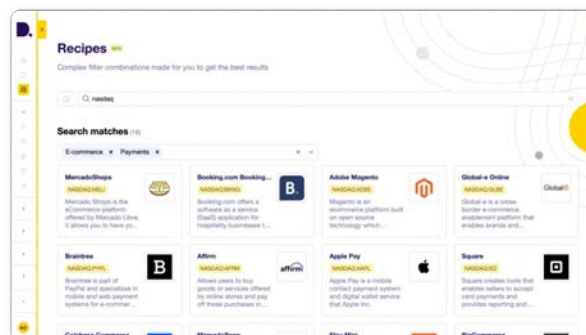 D.
Recipes
Complex filter combinations made for you to get the best results
nasdaq
Search matches (16)
E-commerce × Payments ×
MercadoShops
NASDAQ:MELI
Mercado Shops is the
eCommerce platform
offered by Mercado Libre,
it allows you to have yo...
Booking.com Booking...
NASDAQ:BKNG
Booking.com offers a
software as a service
(SaaS) application for
hospitality businesses t...
B.
Adobe Magento
NASDAQ:ADBE
Magento is an
ecommerce platform built
on open source
technology which...
Global-e Online
NASDAQ:GLBE
Global-e is a cross-
border e-commerce
enablement platform that
enables brands and...
Global-e
Braintree
NASDAQ:PYPL
Braintree is part of
PayPal and specializes in
mobile and web payment
systems for e-commer...
B
Affirm
NASDAQ:AFRM
Allows users to buy
goods or services offered
by online stores and pay
off those purchases in...
affirm
Apple Pay
NASDAQ:AAPL
Apple Pay is a mobile
contact payment system
and digital wallet service
that Apple Inc.
Square
NASDAQ:SQ
Square creates tools that
enables sellers to accept
card payments and
provides reporting and...
Coinbase Commerce